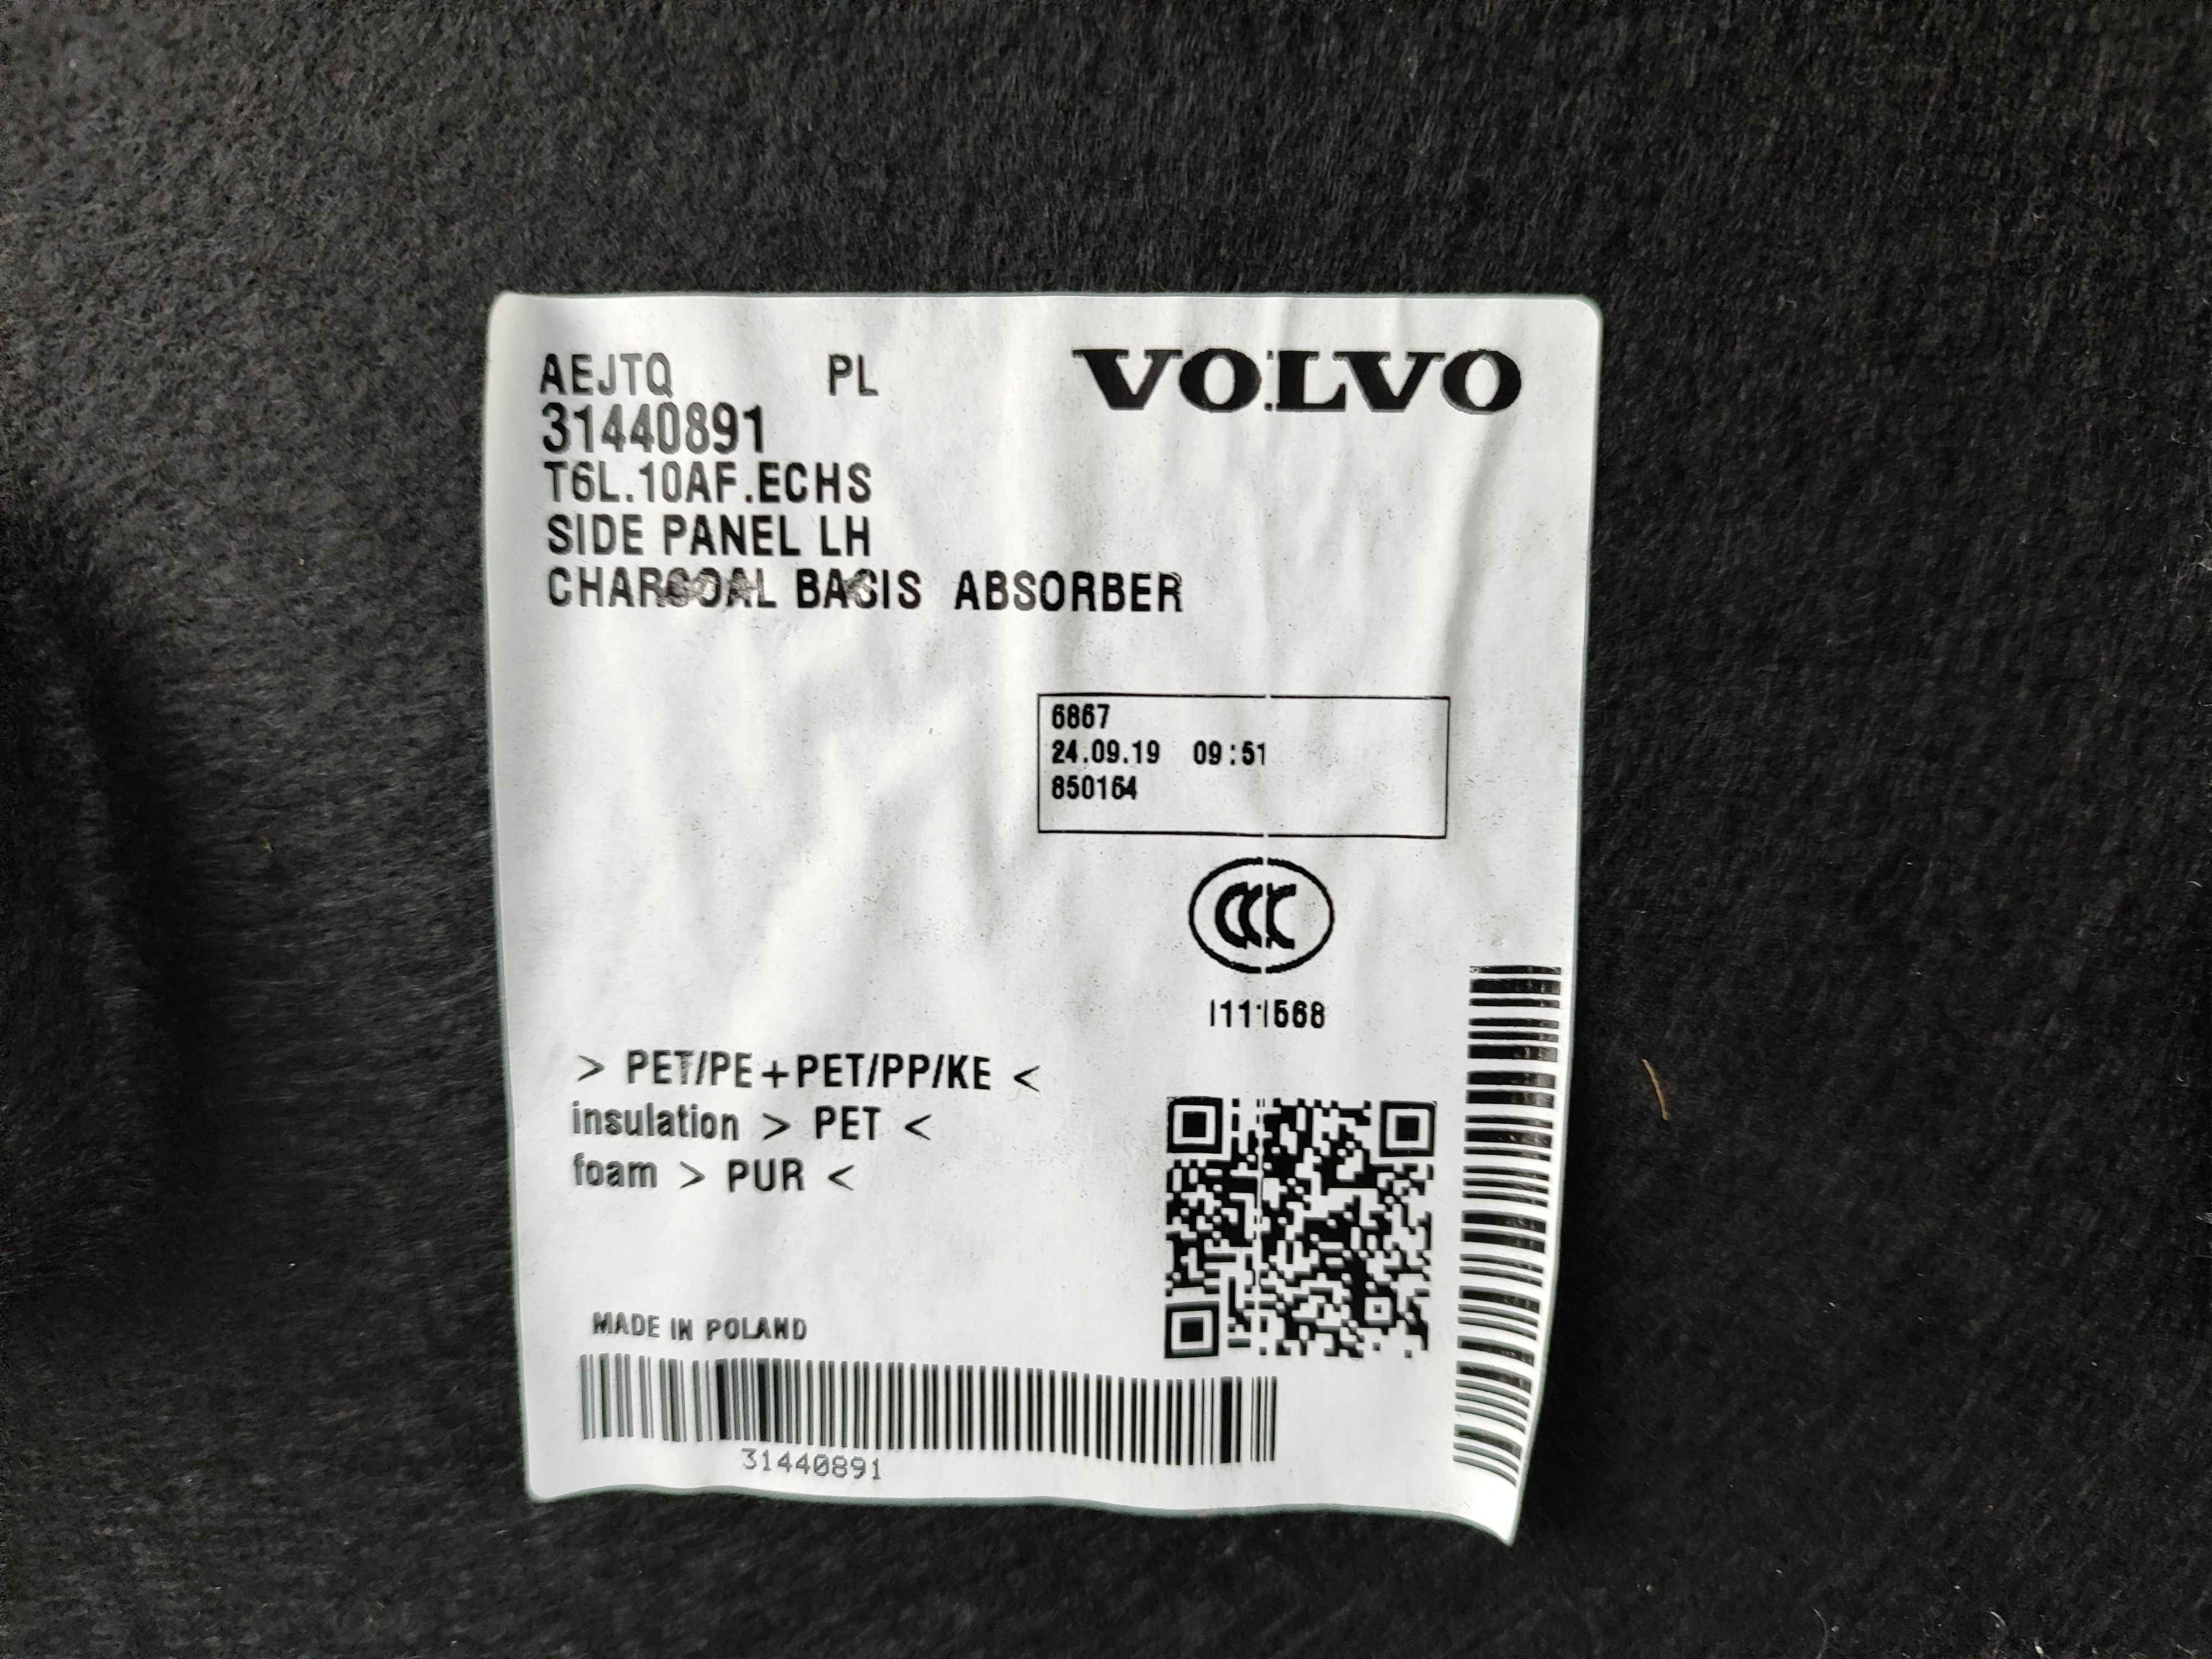 AEJTQ PL VOLVO
31440891
T6L.10AF.ECHS
SIDE PANEL LH
CHARCOAL BASIS ABSORBER
6867
24.09.19 09:51
850164
CCC
> PET/PE+PET/PP/KE <
insulation > PET <
foam > PUR <
MADE IN POLAND
31440891